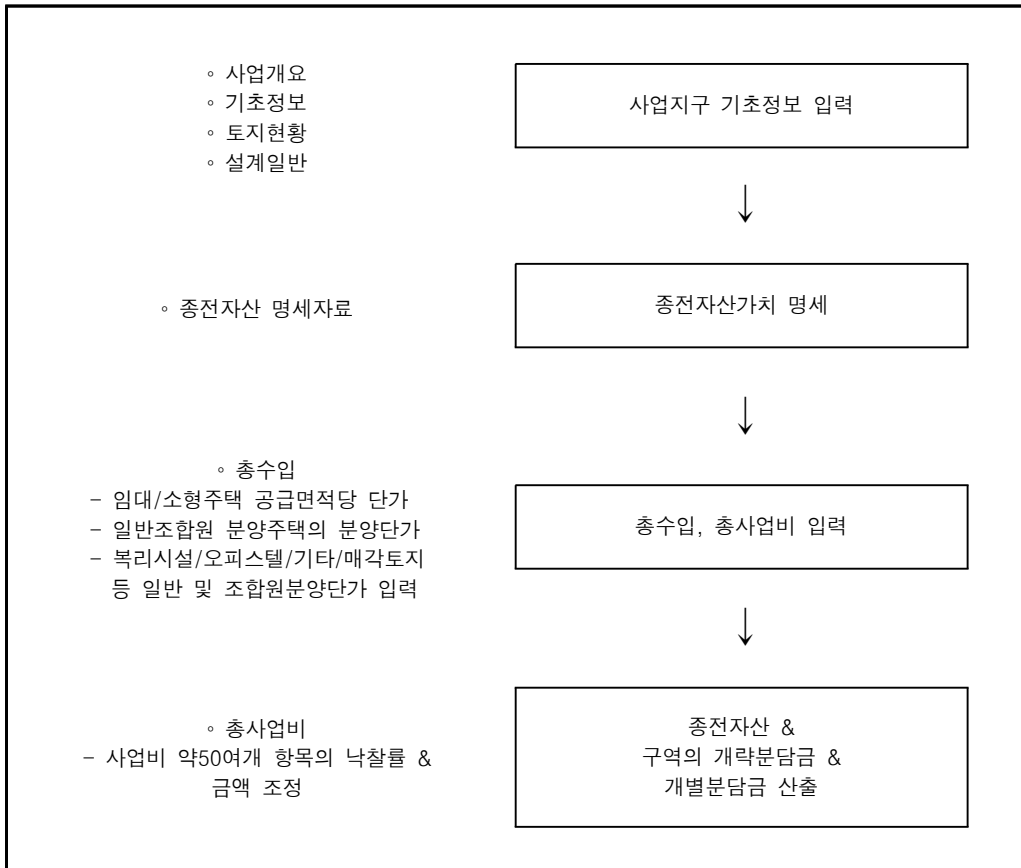 ◦ 사업개요
◦ 기초정보
◦ 토지현황
◦ 설계일반
사업지구 기초정보 입력
↓
◦ 종전자산 명세자료
종전자산가치 명세
↓
◦ 총수입
- 임대/소형주택 공급면적당 단가
- 일반조합원 분양주택의 분양단가
- 복리시설/오피스텔/기타/매각토지
등 일반 및 조합원분양단가 입력
총수입, 총사업비 입력
↓
◦ 총사업비
- 사업비 약50여개 항목의 낙찰률 &
금액 조정
종전자산 &
구역의 개략분담금 &
개별분담금 산출